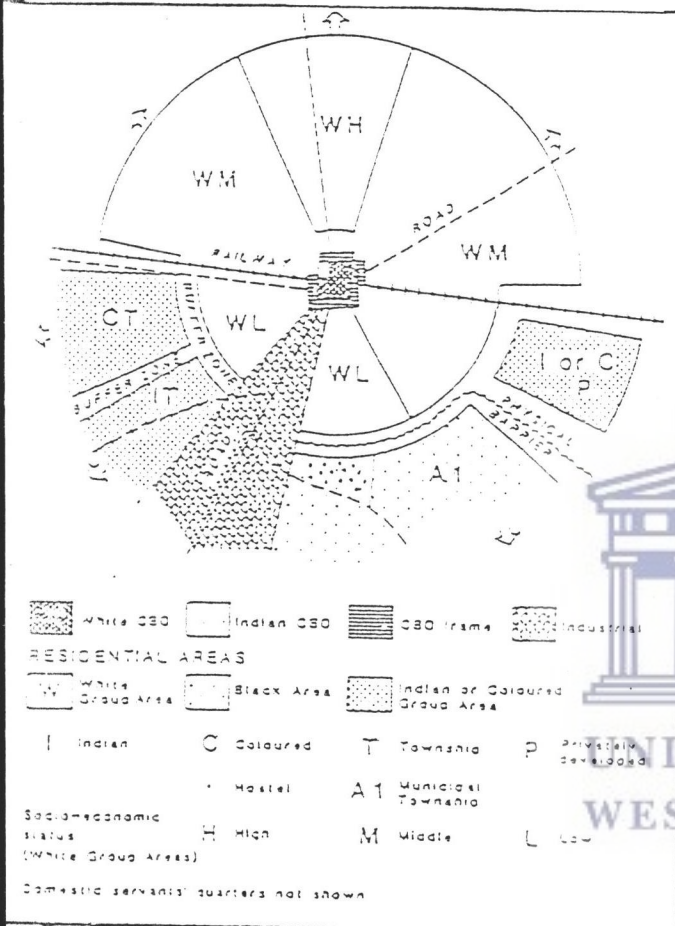 WH
WM
ROAD
WM
RAILWAY
CT
BUFFER ZONE
WL
WL
I or C
P
BUFFER ZONE
IT
PHYSICAL
BARRIER
A1
White CBD Indian CBD CBD frame Industrial
RESIDENTIAL AREAS
W White Group Area Black Area Indian or Coloured Group Area
I Indian C Coloured T Township P Privately developed
Hostel A1 Municipal Township
Socio-economic
status H High M Middle L Low
(White Group Areas)
Domestic servants' quarters not shown
UNI
WES